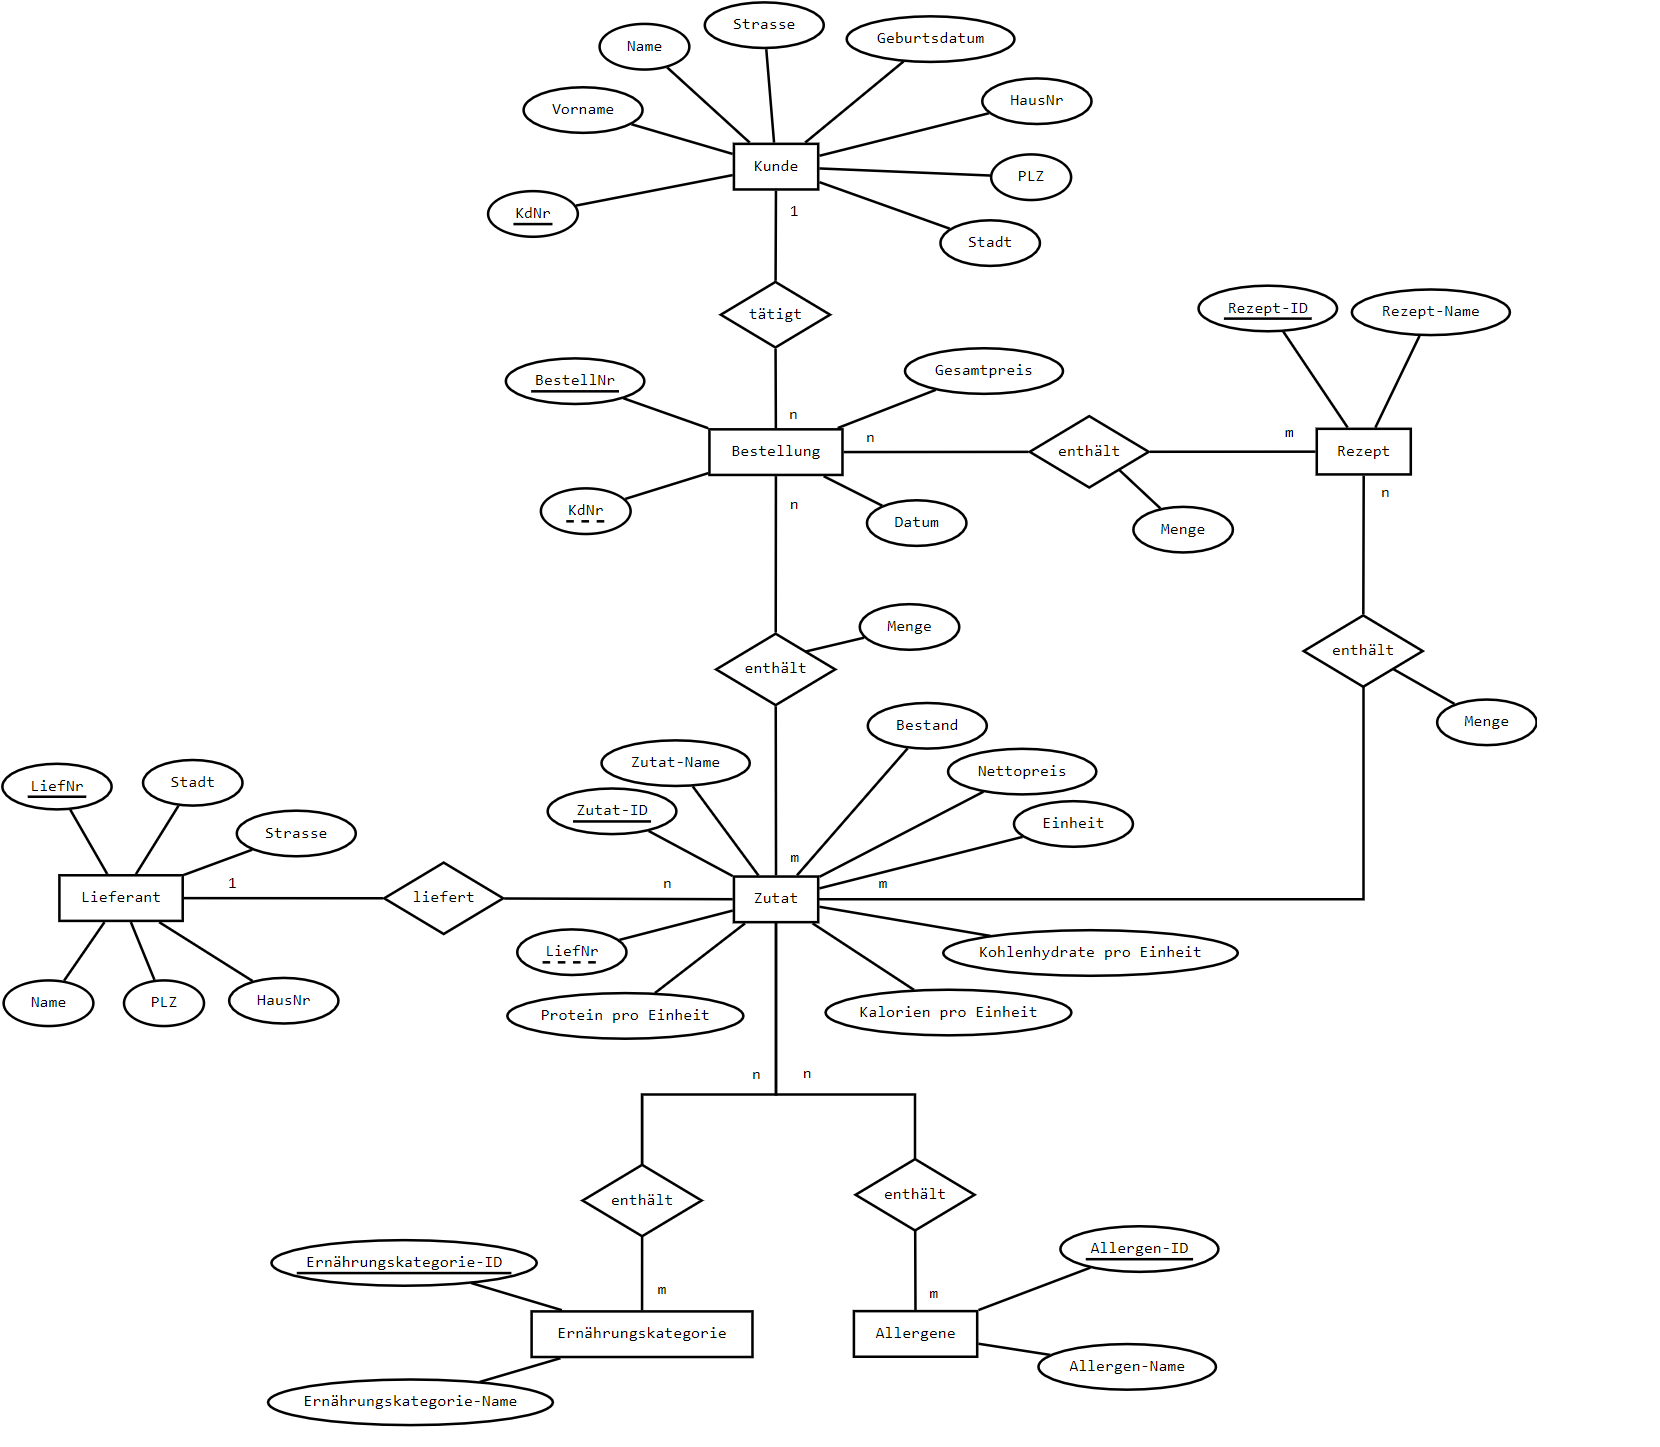 Strasse
Geburtsdatum
Name
HausNr
Vorname
Kunde
PLZ
KdNr
1
Stadt
tätigt
Rezept-ID
Rezept-Name
Gesamtpreis
BestellNr
n
n
m
Bestellung
enthält
Rezept
n
n
KdNr
Datum
Menge
Menge
enthält
enthält
Menge
Bestand
Zutat-Name
Nettopreis
LiefNr
Stadt
Zutat-ID
Einheit
Strasse
m
1
n
m
Lieferant
liefert
Zutat
LiefNr
Kohlenhydrate pro Einheit
Name
PLZ
HausNr
Protein pro Einheit
Kalorien pro Einheit
n
n
enthält
enthält
Ernährungskategorie-ID
Allergen-ID
m
m
Ernährungskategorie
Allergene
Allergen-Name
Ernährungskategorie-Name